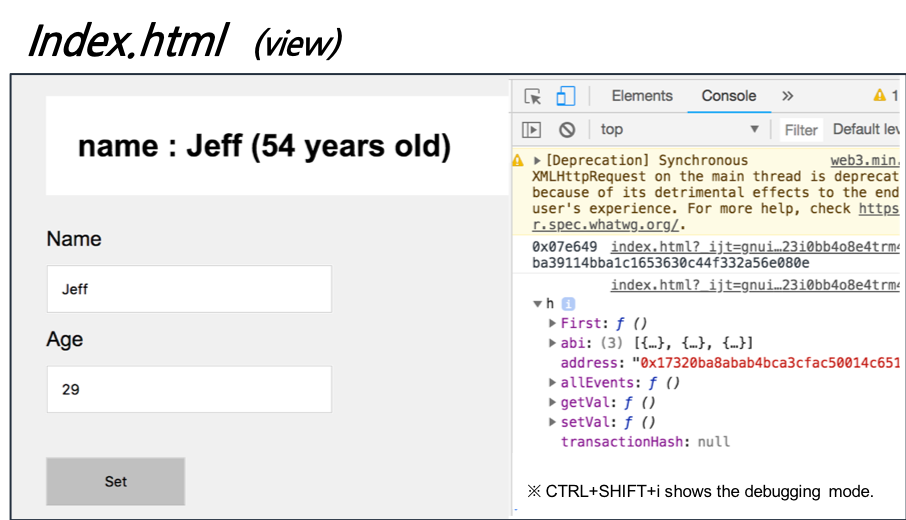 Index.html (view)
name : Jeff (54 years old)
Name
Jeff
Age
29
Set
Elements Console » 1
top ▼ Filter Default lev
▶ [Deprecation] Synchronous web3.min.
XMLHttpRequest on the main thread is deprecat
because of its detrimental effects to the end
user's experience. For more help, check https
r.spec.whatwg.org/.
0x07e649 index.html?_ijt=gnui…23i0bb4o8e4trm4
ba39114bba1c1653630c44f332a56e080e
index.html?_ijt=gnui…23i0bb4o8e4trm4
▼ h i
▶ First: ƒ ()
▶ abi: (3) [{…}, {…}, {…}]
address: "0x17320ba8abab4bca3cfac50014c651
▶ allEvents: ƒ ()
▶ getVal: ƒ ()
▶ setVal: ƒ ()
transactionHash: null
※ CTRL+SHIFT+i shows the debugging mode.